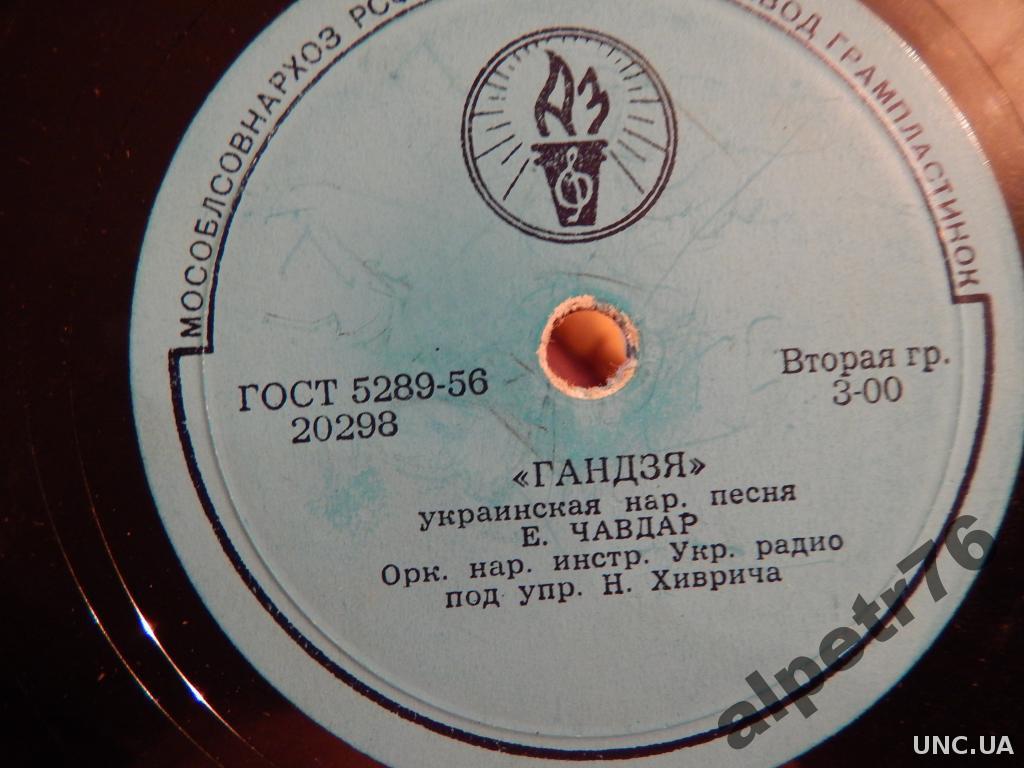 МОСОБЛСОВНАРХОЗ
ГРАМПЛАСТИНОК
АЗ
ГОСТ 5289-56
20298
Вторая гр.
3-00
«ГАНДЗЯ»
украинская нар. песня
Е. ЧАВДАР
Орк. нар. инстр. Укр. радио
под упр. Н. Хиврича
alpetr76
UNC.UA